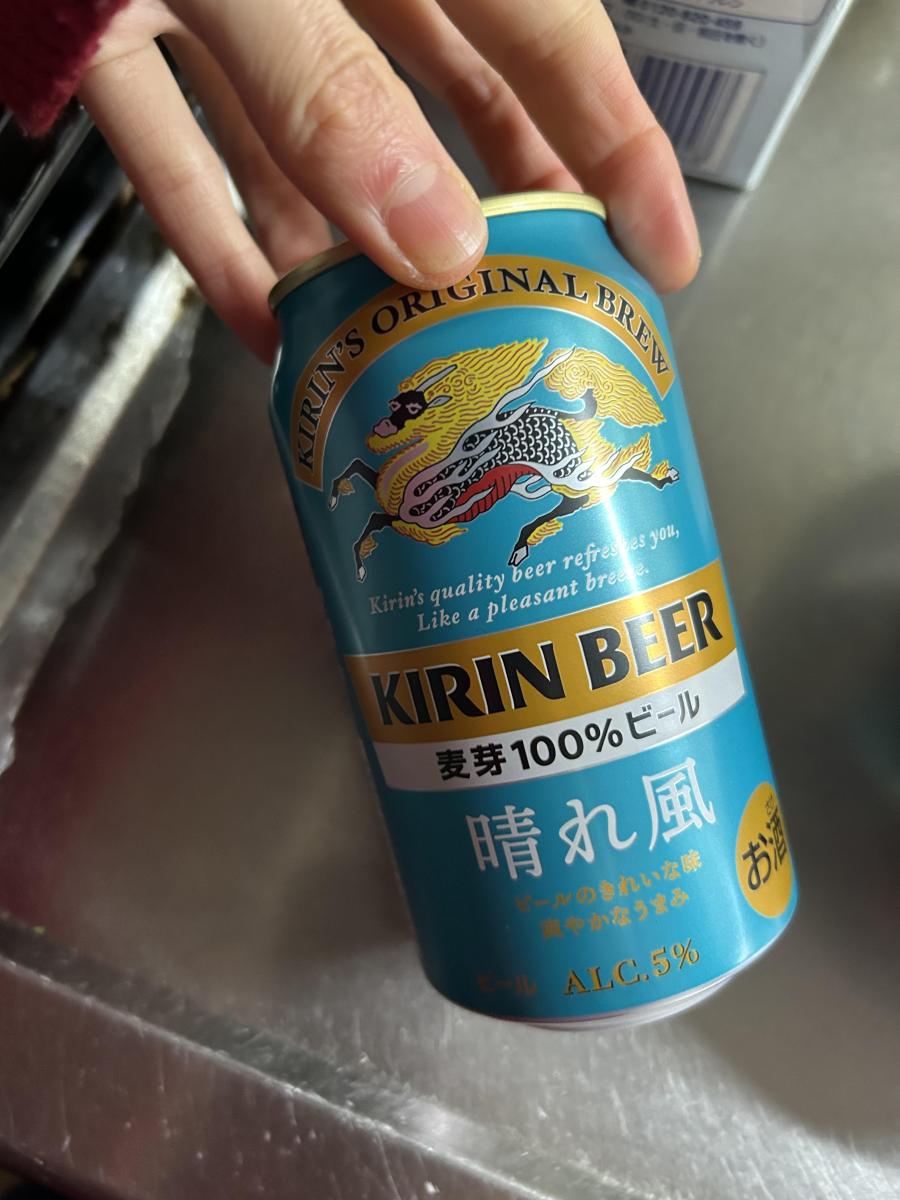 KIRIN'S ORIGINAL BREW
Kirin's quality beer refreshes you,
Like a pleasant breeze.
KIRIN BEER
麦芽100%ビール
晴れ風
お酒
ビールのきれいな味
爽やかなうまみ
ビール ALC.5%